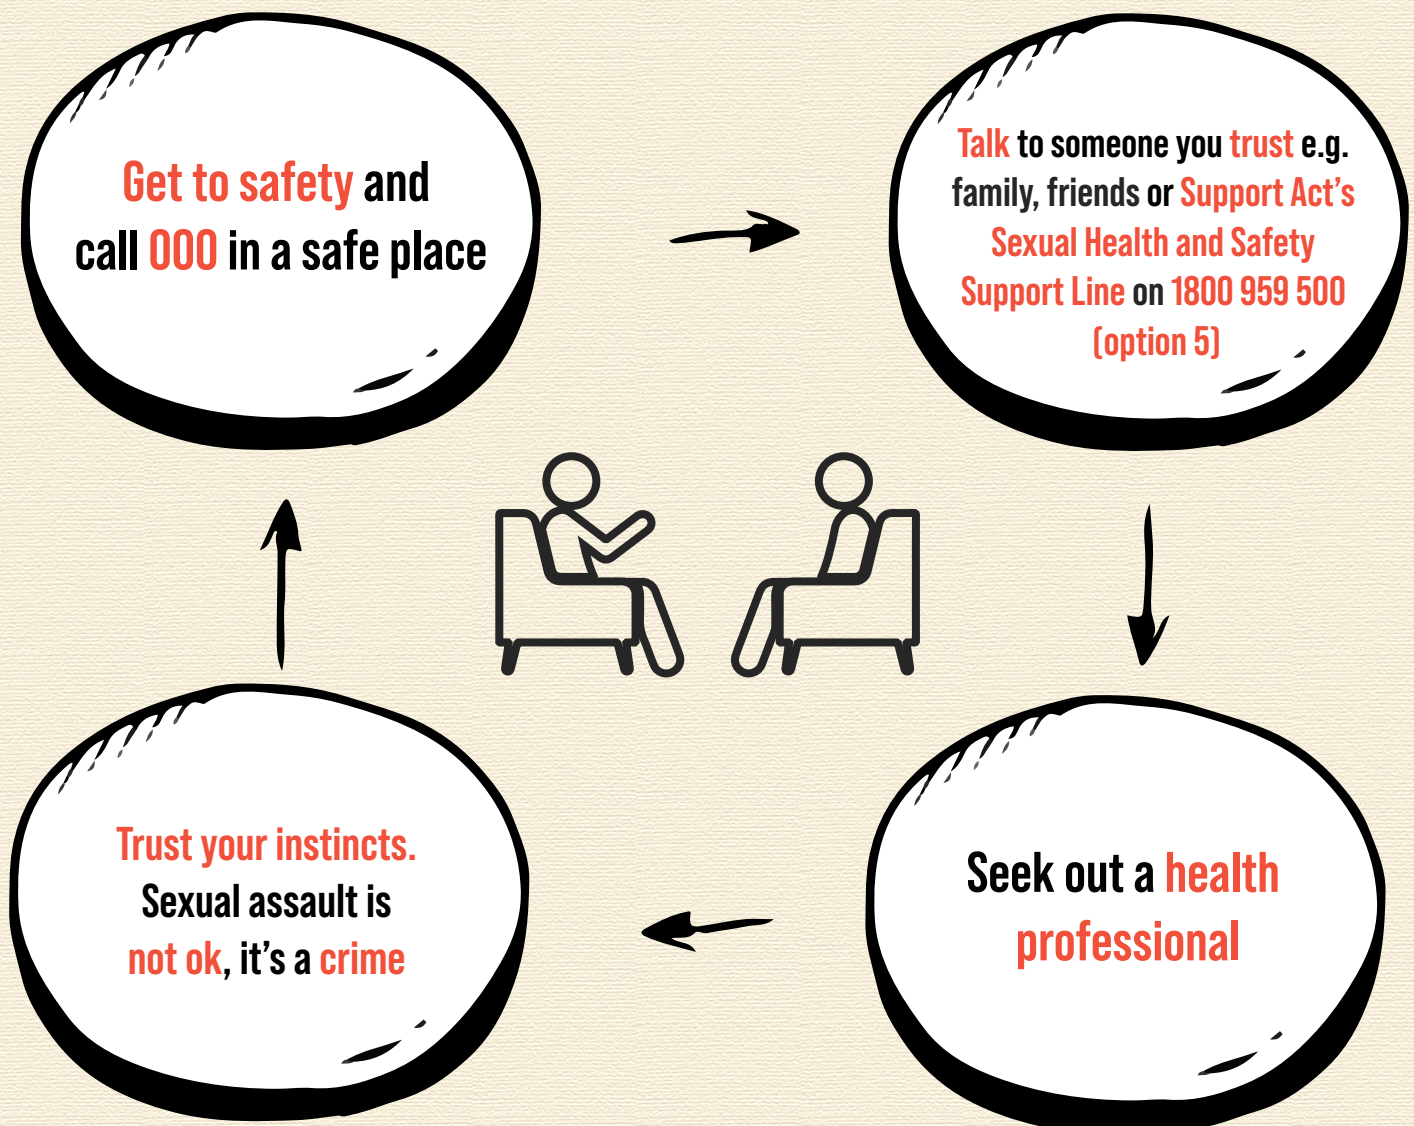 Get to safety and
call 000 in a safe place
Talk to someone you trust e.g.
family, friends or Support Act's
Sexual Health and Safety
Support Line on 1800 959 500
(option 5)
Seek out a health
professional
Trust your instincts.
Sexual assault is
not ok, it's a crime